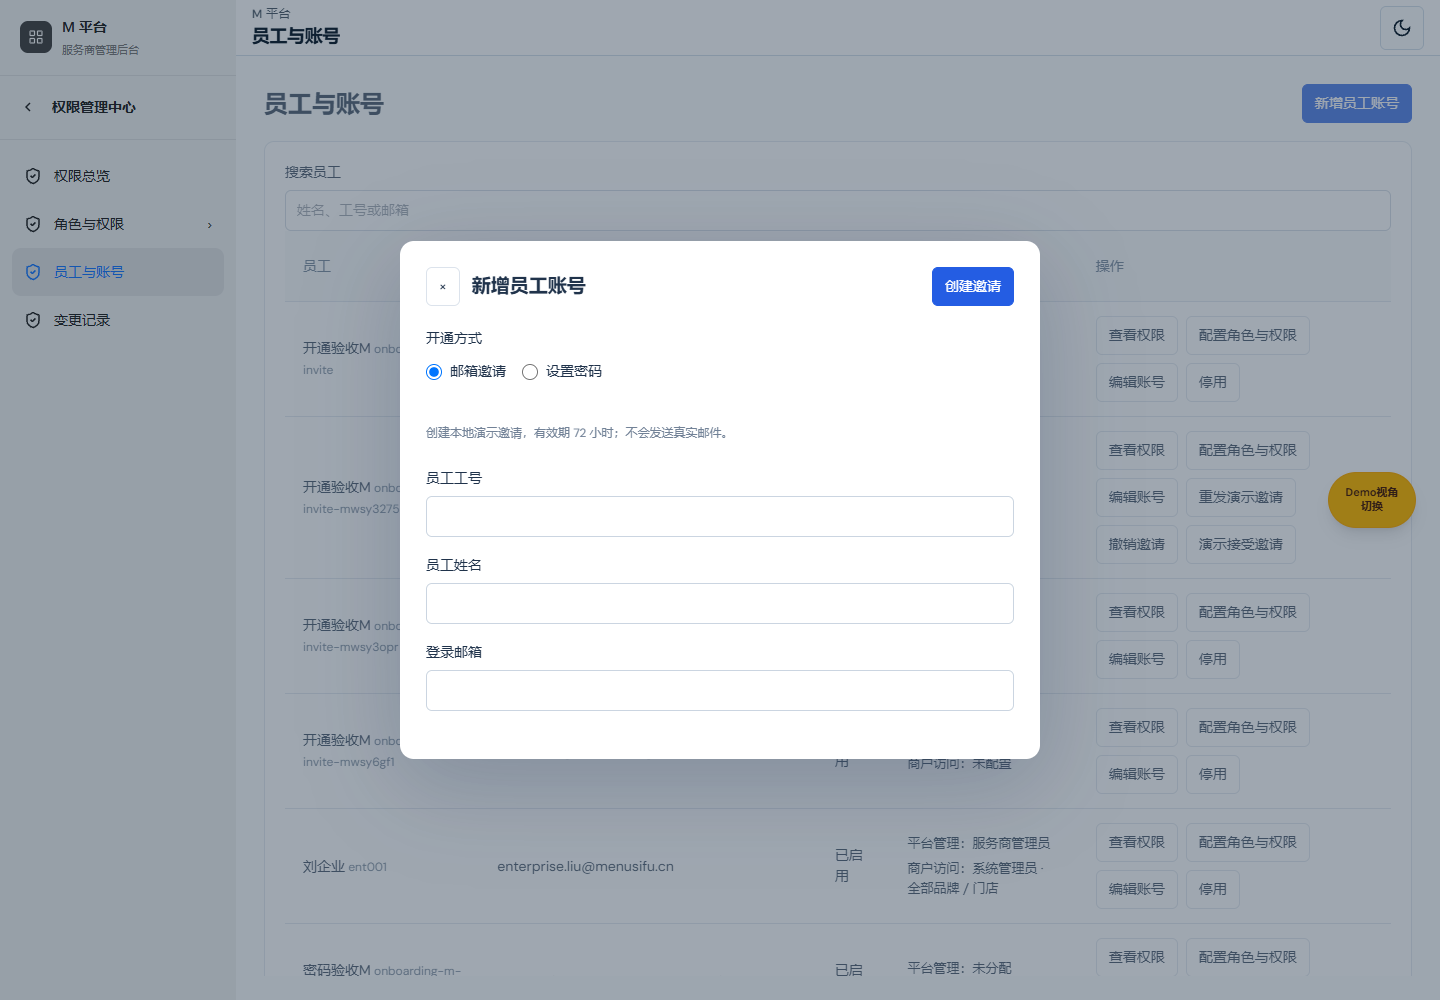 M 平台
服务商管理后台
权限管理中心
权限总览
角色与权限
员工与账号
变更记录
M 平台
员工与账号
员工与账号
新增员工账号
搜索员工
姓名、工号或邮箱
员工
操作
开通验收M onbo
invite
查看权限
配置角色与权限
编辑账号
停用
开通验收M onbo
invite-mwsy3275
查看权限
配置角色与权限
编辑账号
重发演示邀请
撤销邀请
演示接受邀请
开通验收M onbo
invite-mwsy3opr
查看权限
配置角色与权限
编辑账号
停用
开通验收M onbo
invite-mwsy6gf1
用
商户访问：未配置
查看权限
配置角色与权限
编辑账号
停用
刘企业 ent001
enterprise.liu@menusifu.cn
已启
用
平台管理：服务商管理员
商户访问：系统管理员 ·
全部品牌 / 门店
查看权限
配置角色与权限
编辑账号
停用
密码验收M onboarding-m-
已启
平台管理：未分配
查看权限
配置角色与权限
×
新增员工账号
创建邀请
开通方式
邮箱邀请
设置密码
创建本地演示邀请，有效期 72 小时；不会发送真实邮件。
员工工号
员工姓名
登录邮箱
Demo视角
切换